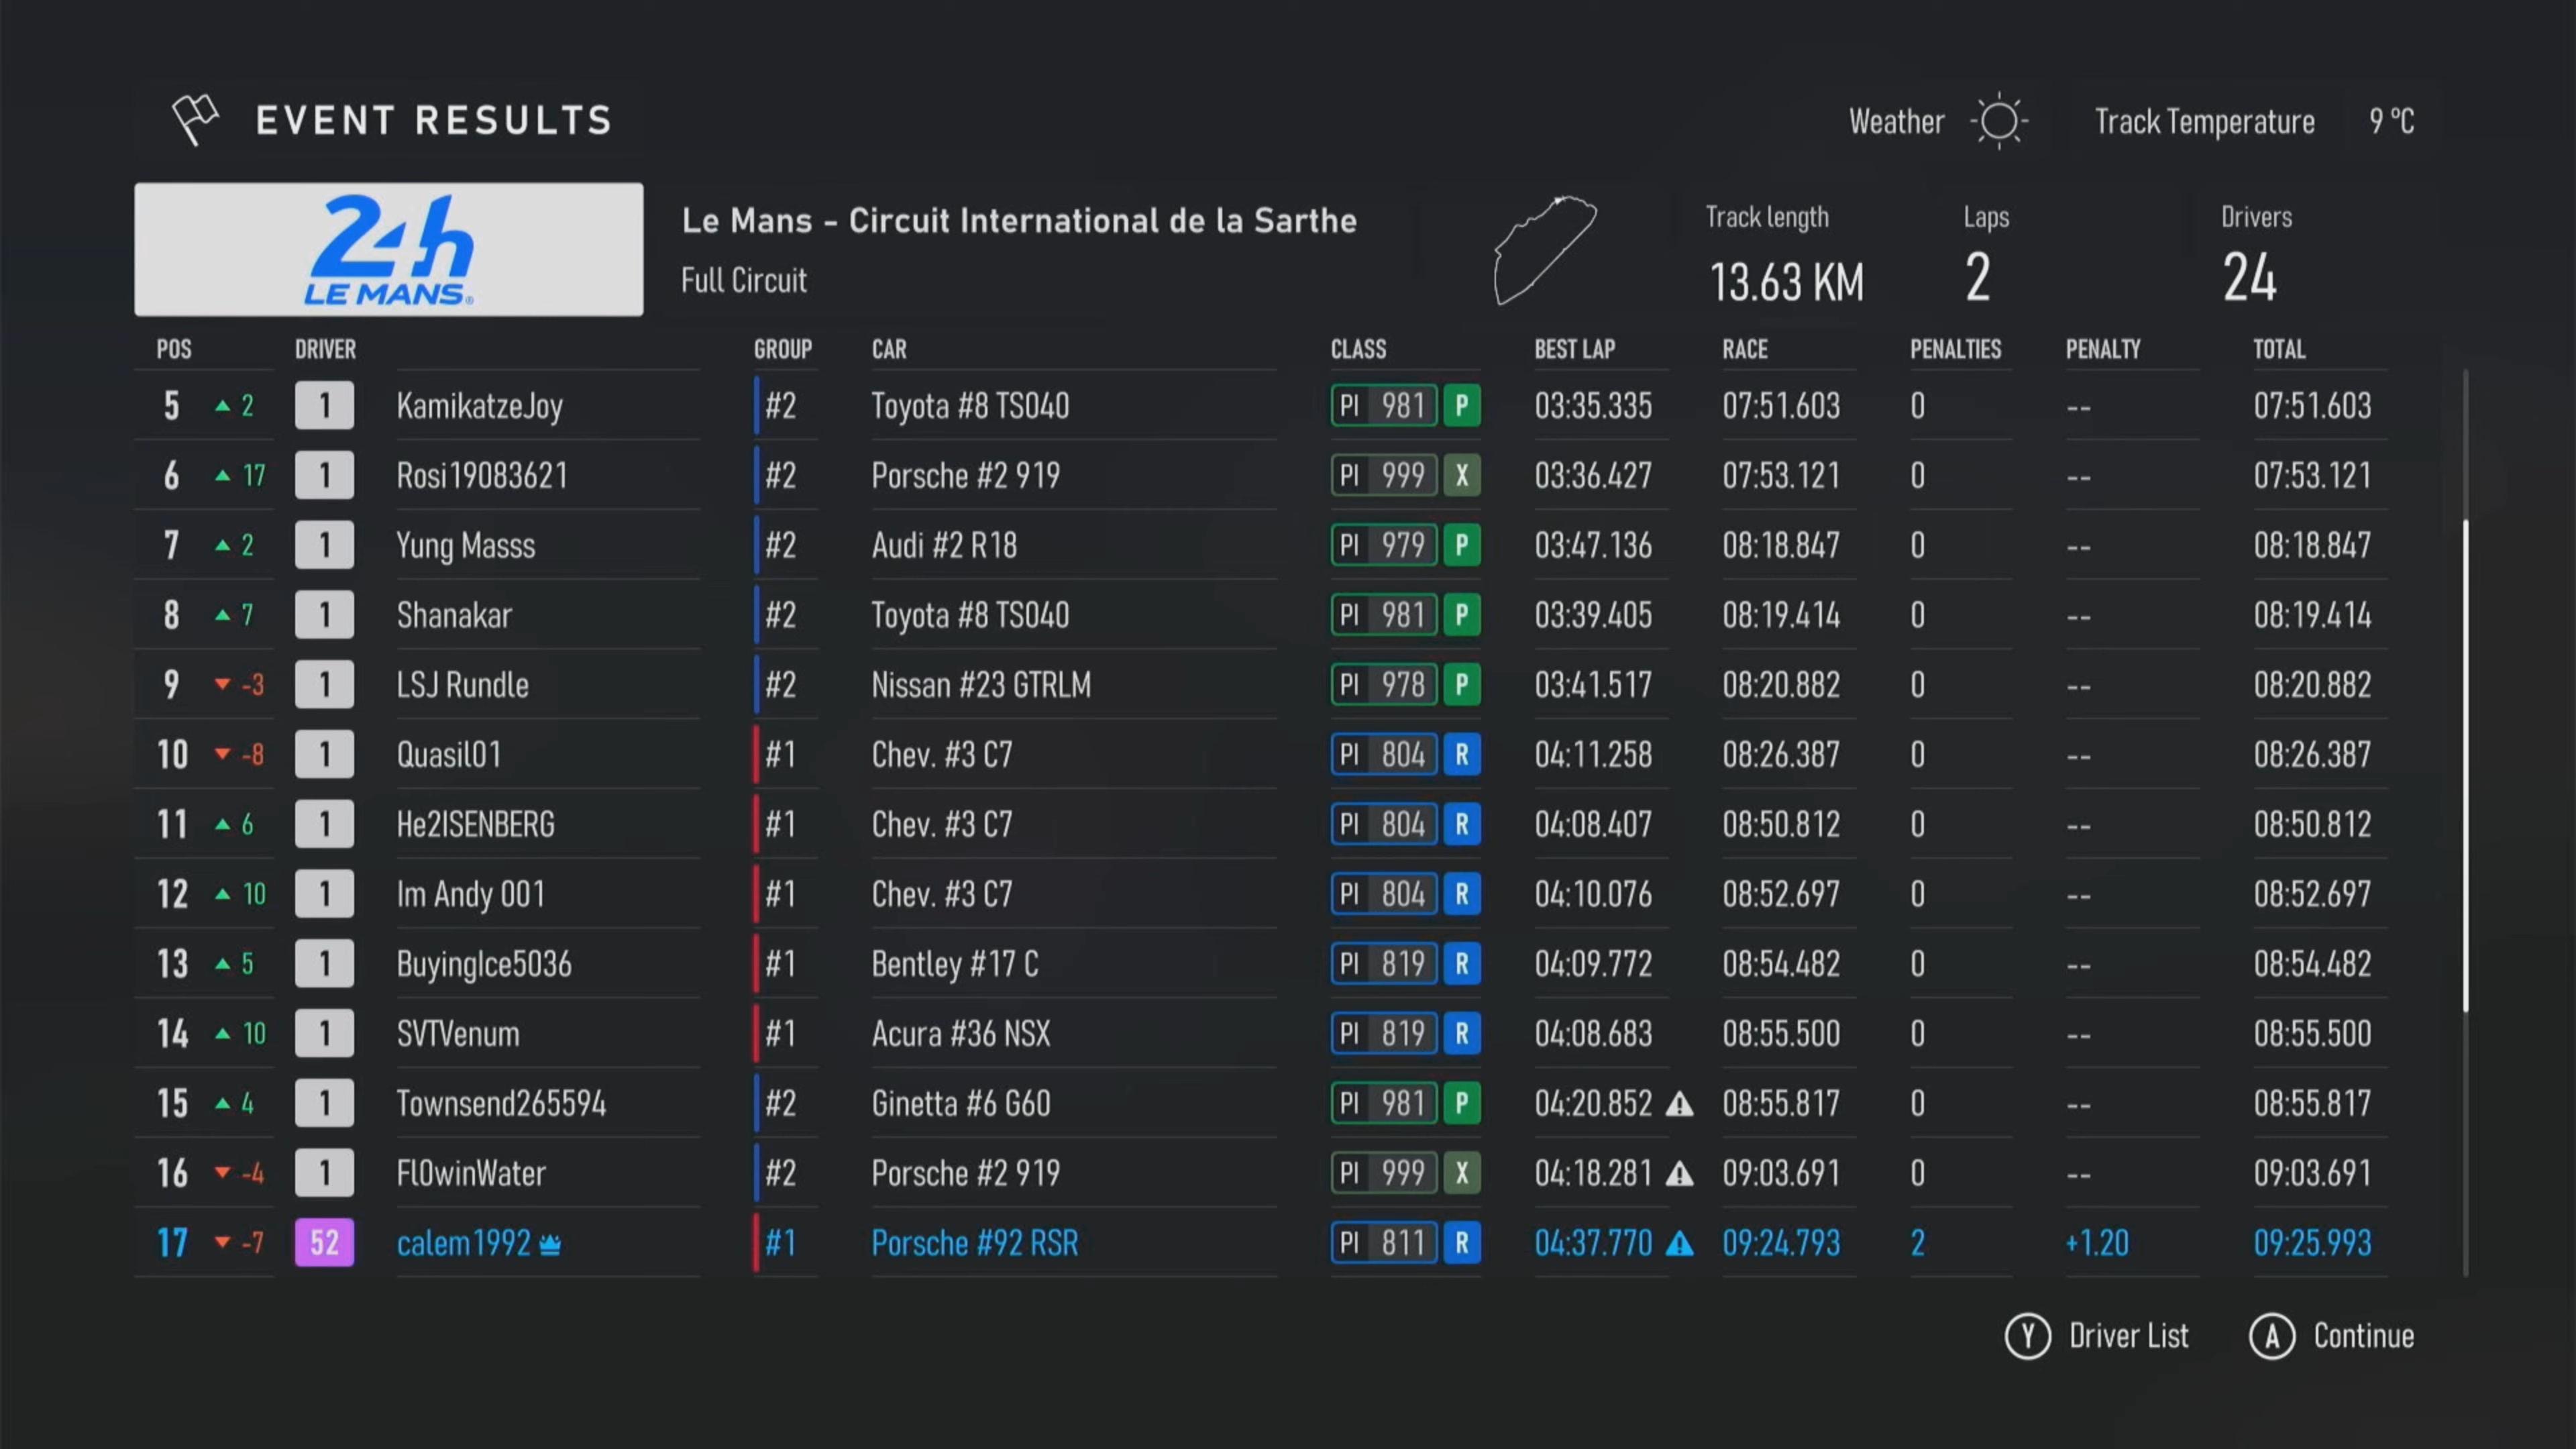 EVENT RESULTS
Weather Track Temperature 9 °C
24h
LE MANS®
Le Mans - Circuit International de la Sarthe
Full Circuit
Track length Laps Drivers
13.63 KM 2 24
POS DRIVER GROUP CAR CLASS BEST LAP RACE PENALTIES PENALTY TOTAL
5 2 1 KamikatzeJoy #2 Toyota #8 TS040 PI 981 P 03:35.335 07:51.603 0 -- 07:51.603
6 17 1 Rosi19083621 #2 Porsche #2 919 PI 999 X 03:36.427 07:53.121 0 -- 07:53.121
7 2 1 Yung Masss #2 Audi #2 R18 PI 979 P 03:47.136 08:18.847 0 -- 08:18.847
8 7 1 Shanakar #2 Toyota #8 TS040 PI 981 P 03:39.405 08:19.414 0 -- 08:19.414
9 -3 1 LSJ Rundle #2 Nissan #23 GTRLM PI 978 P 03:41.517 08:20.882 0 -- 08:20.882
10 -8 1 Quasil01 #1 Chev. #3 C7 PI 804 R 04:11.258 08:26.387 0 -- 08:26.387
11 6 1 He2ISENBERG #1 Chev. #3 C7 PI 804 R 04:08.407 08:50.812 0 -- 08:50.812
12 10 1 Im Andy 001 #1 Chev. #3 C7 PI 804 R 04:10.076 08:52.697 0 -- 08:52.697
13 5 1 BuyingIce5036 #1 Bentley #17 C PI 819 R 04:09.772 08:54.482 0 -- 08:54.482
14 10 1 SVTVenum #1 Acura #36 NSX PI 819 R 04:08.683 08:55.500 0 -- 08:55.500
15 4 1 Townsend265594 #2 Ginetta #6 G60 PI 981 P 04:20.852 08:55.817 0 -- 08:55.817
16 -4 1 Fl0winWater #2 Porsche #2 919 PI 999 X 04:18.281 09:03.691 0 -- 09:03.691
17 -7 52 calem1992 #1 Porsche #92 RSR PI 811 R 04:37.770 09:24.793 2 +1.20 09:25.993
Y Driver List A Continue